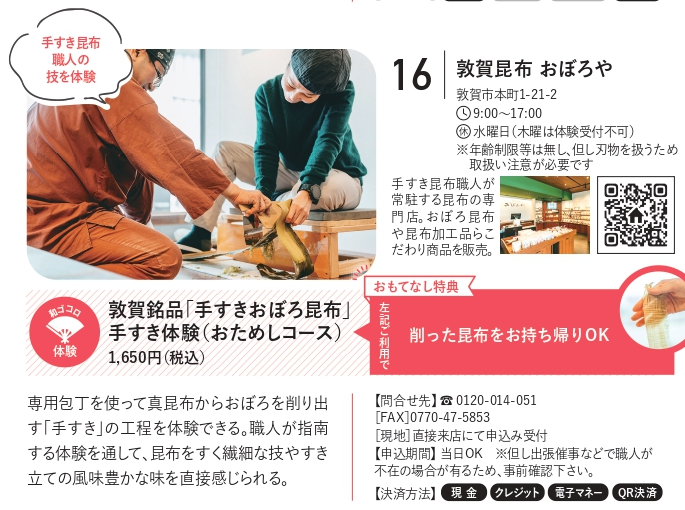 手すき昆布
職人の
技を体験
16
敦賀昆布 おぼろや
敦賀市本町1-21-2
9:00〜17:00
休 水曜日(木曜は体験受付不可)
※年齢制限等は無し、但し刃物を扱うため
取扱い注意が必要です
手すき昆布職人が
常駐する昆布の専
門店。おぼろ昆布
や昆布加工品らこ
だわり商品を販売。
和ゴコロ
体験
敦賀銘品「手すきおぼろ昆布」
手すき体験(おためしコース)
1,650円(税込)
おもてなし特典
左記ご利用で
削った昆布をお持ち帰りOK
専用包丁を使って真昆布からおぼろを削り出
す「手すき」の工程を体験できる。職人が指南
する体験を通して、昆布をすく繊細な技やすき
立ての風味豊かな味を直接感じられる。
【問合せ先】☎0120-014-051
[FAX]0770-47-5853
[現地]直接来店にて申込み受付
【申込期間】当日OK ※但し出張催事などで職人が
不在の場合が有るため、事前確認下さい。
【決済方法】現金 クレジット 電子マネー QR決済